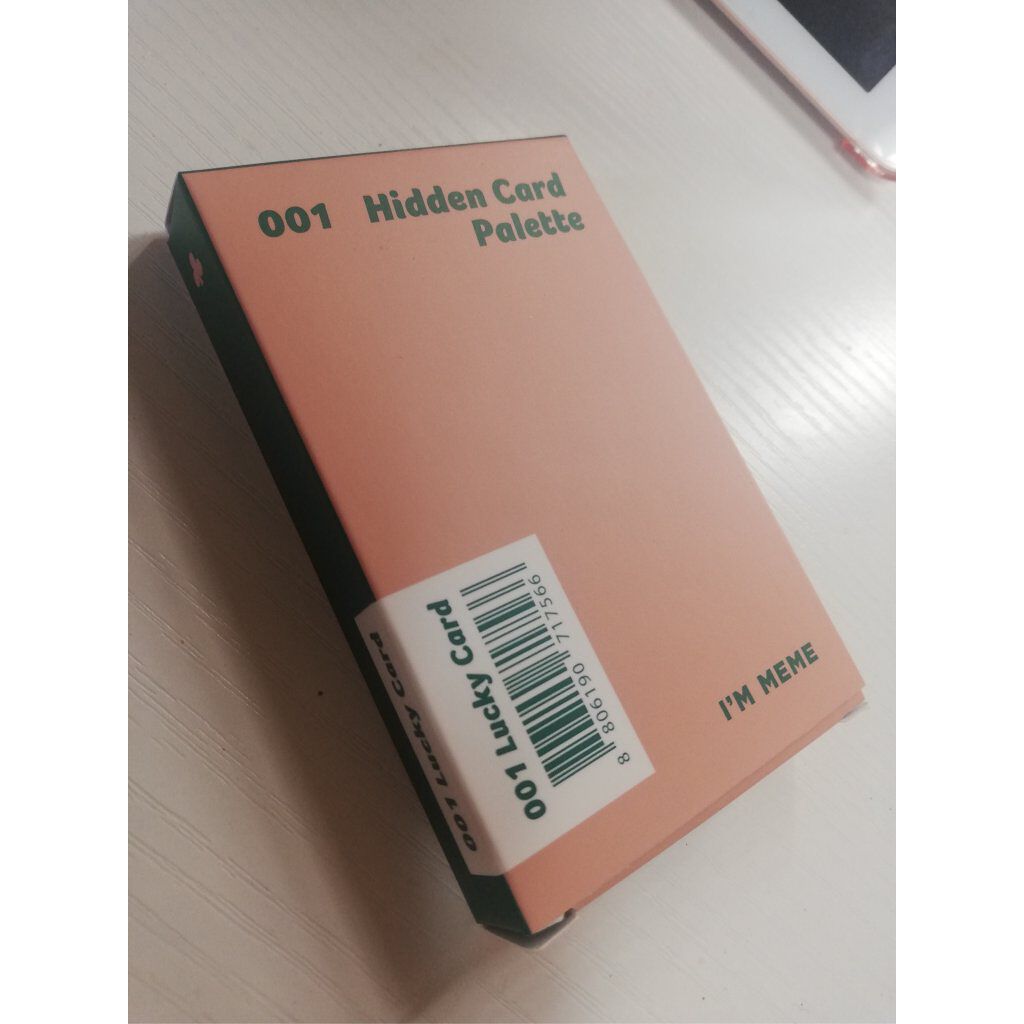 001 Hidden Card
Palette
001 Lucky Card
8 806190 717566
001 Lucky Card
I'M MEME